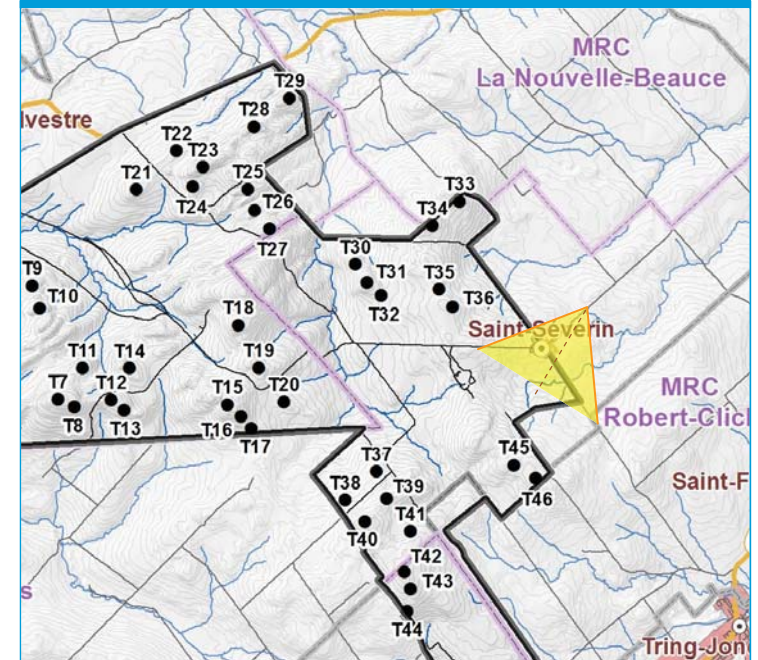 MRC
La Nouvelle-Beauce
T29
T28
lvestre
T22
T23
T21
T24
T25
T26
T27
T33
T34
T30
T31
T32
T35
T36
T9
T10
T18
Saint-Séverin
T11
T14
T19
T7
T12
T8
T13
T15
T20
T16
T17
MRC
Robert-Clic
T37
T45
T38
T39
T46
Saint-F
T40
T41
T42
T43
s
T44
Tring-Jon